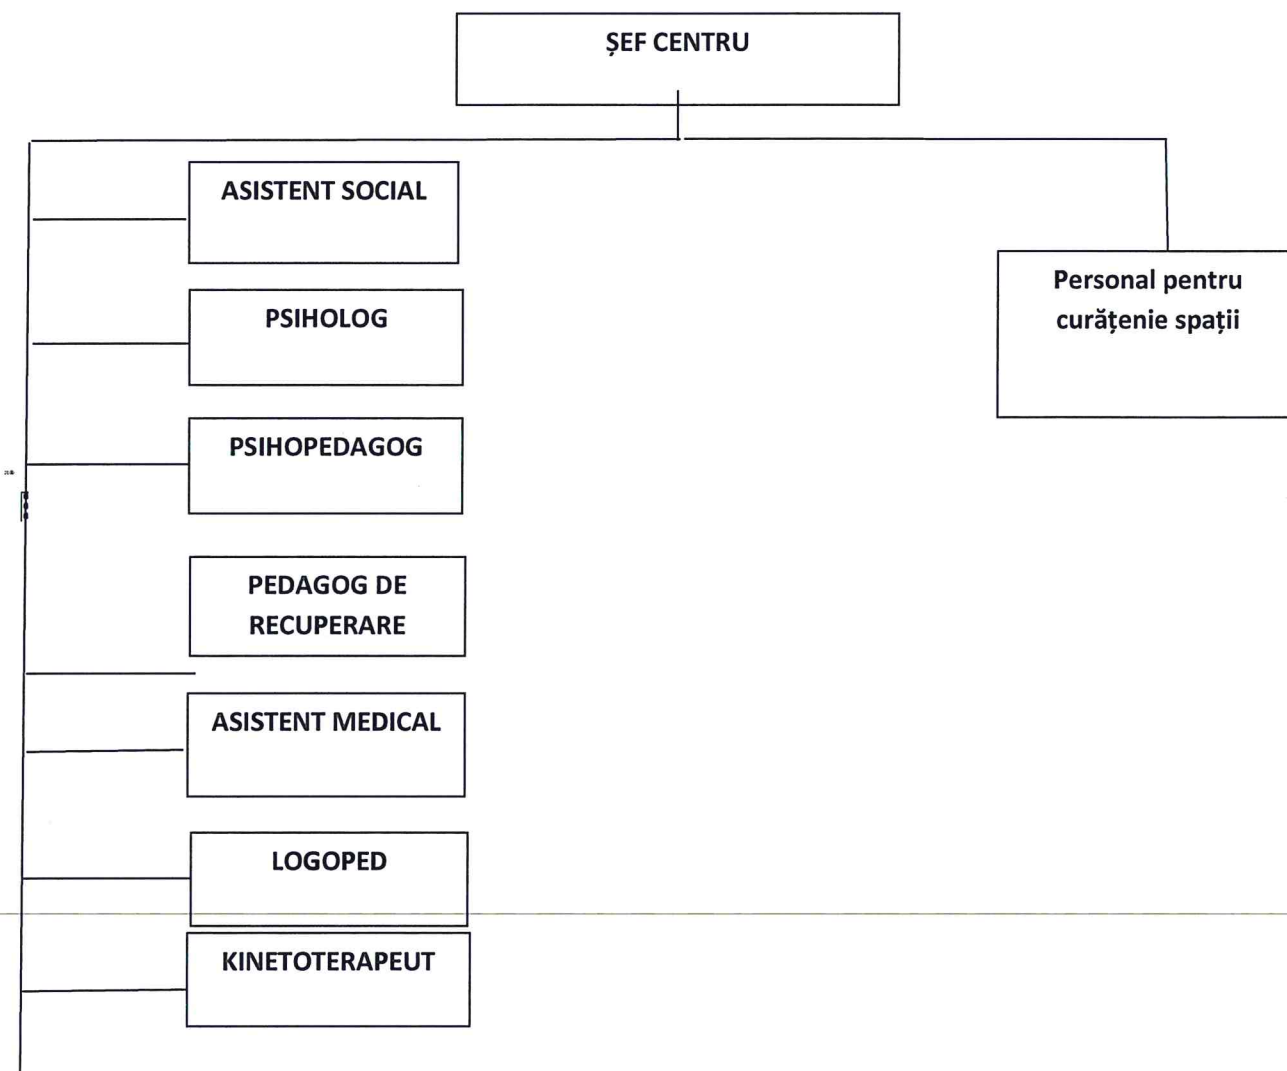 ȘEF CENTRU
ASISTENT SOCIAL
PSIHOLOG
Personal pentru
curățenie spații
PSIHOPEDAGOG
PEDAGOG DE
RECUPERARE
ASISTENT MEDICAL
LOGOPED
KINETOTERAPEUT